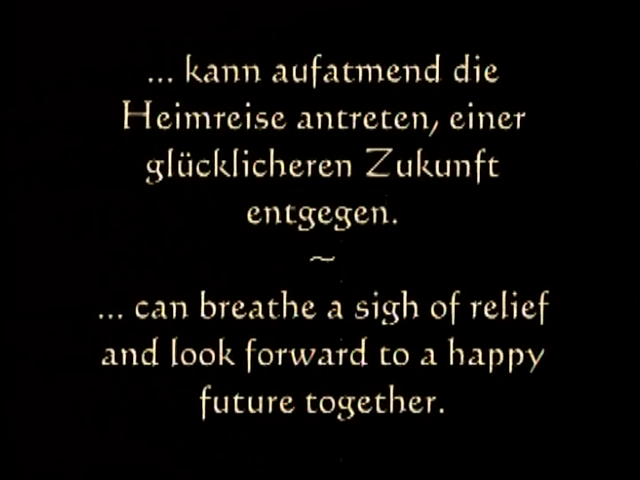 ... kann aufatmend die
Heimreise antreten, einer
glücklicheren Zukunft
entgegen.
~
... can breathe a sigh of relief
and look forward to a happy
future together.